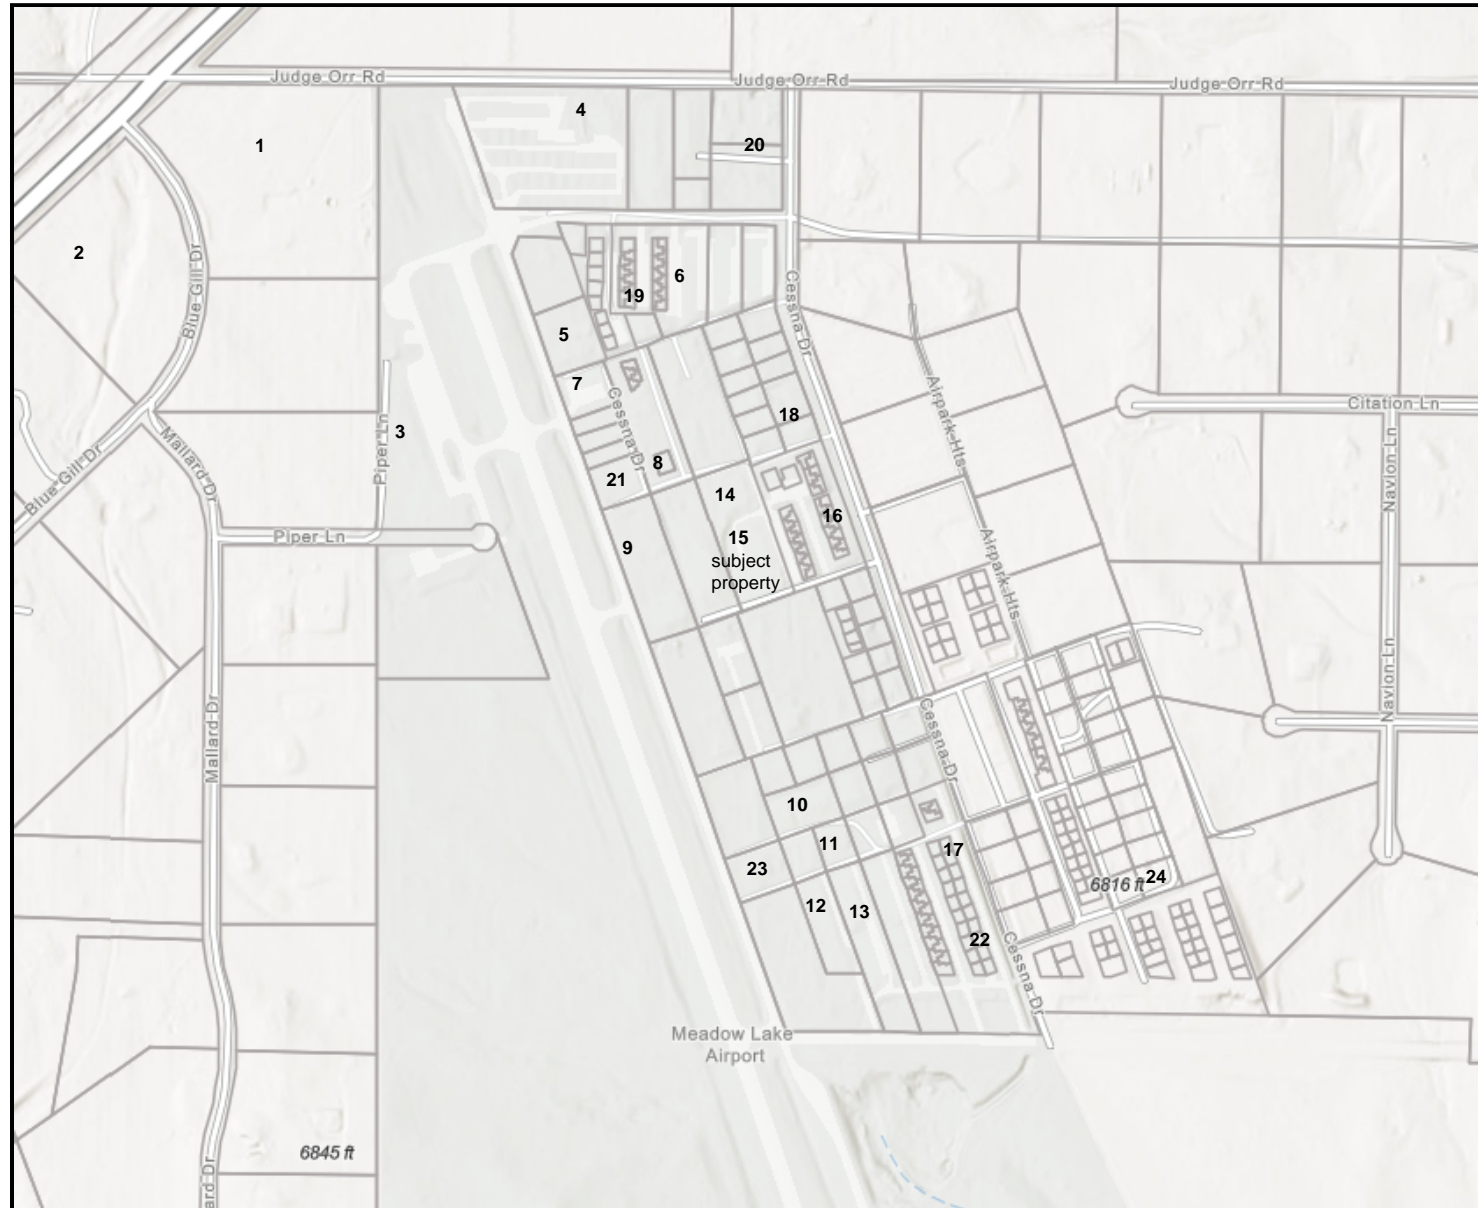 Judge Orr Rd
Judge Orr Rd
Judge Orr Rd
4
1
20
2
Blue Gill Dr
6
19
Cessna Dr
5
7
Cessna Dr
18
Airpark Hts
Citation Ln
3
Piper Ln
Mallard Dr
Blue Gill Dr
8
21
14
16
Navion Ln
9
15
subject
property
Piper Ln
Airpark Hts
Mallard Dr
Cessna Dr
Navion Ln
10
11
17
23
6816 ft
24
12
13
22
Cessna Dr
Meadow Lake
Airport
6845 ft
ard Dr